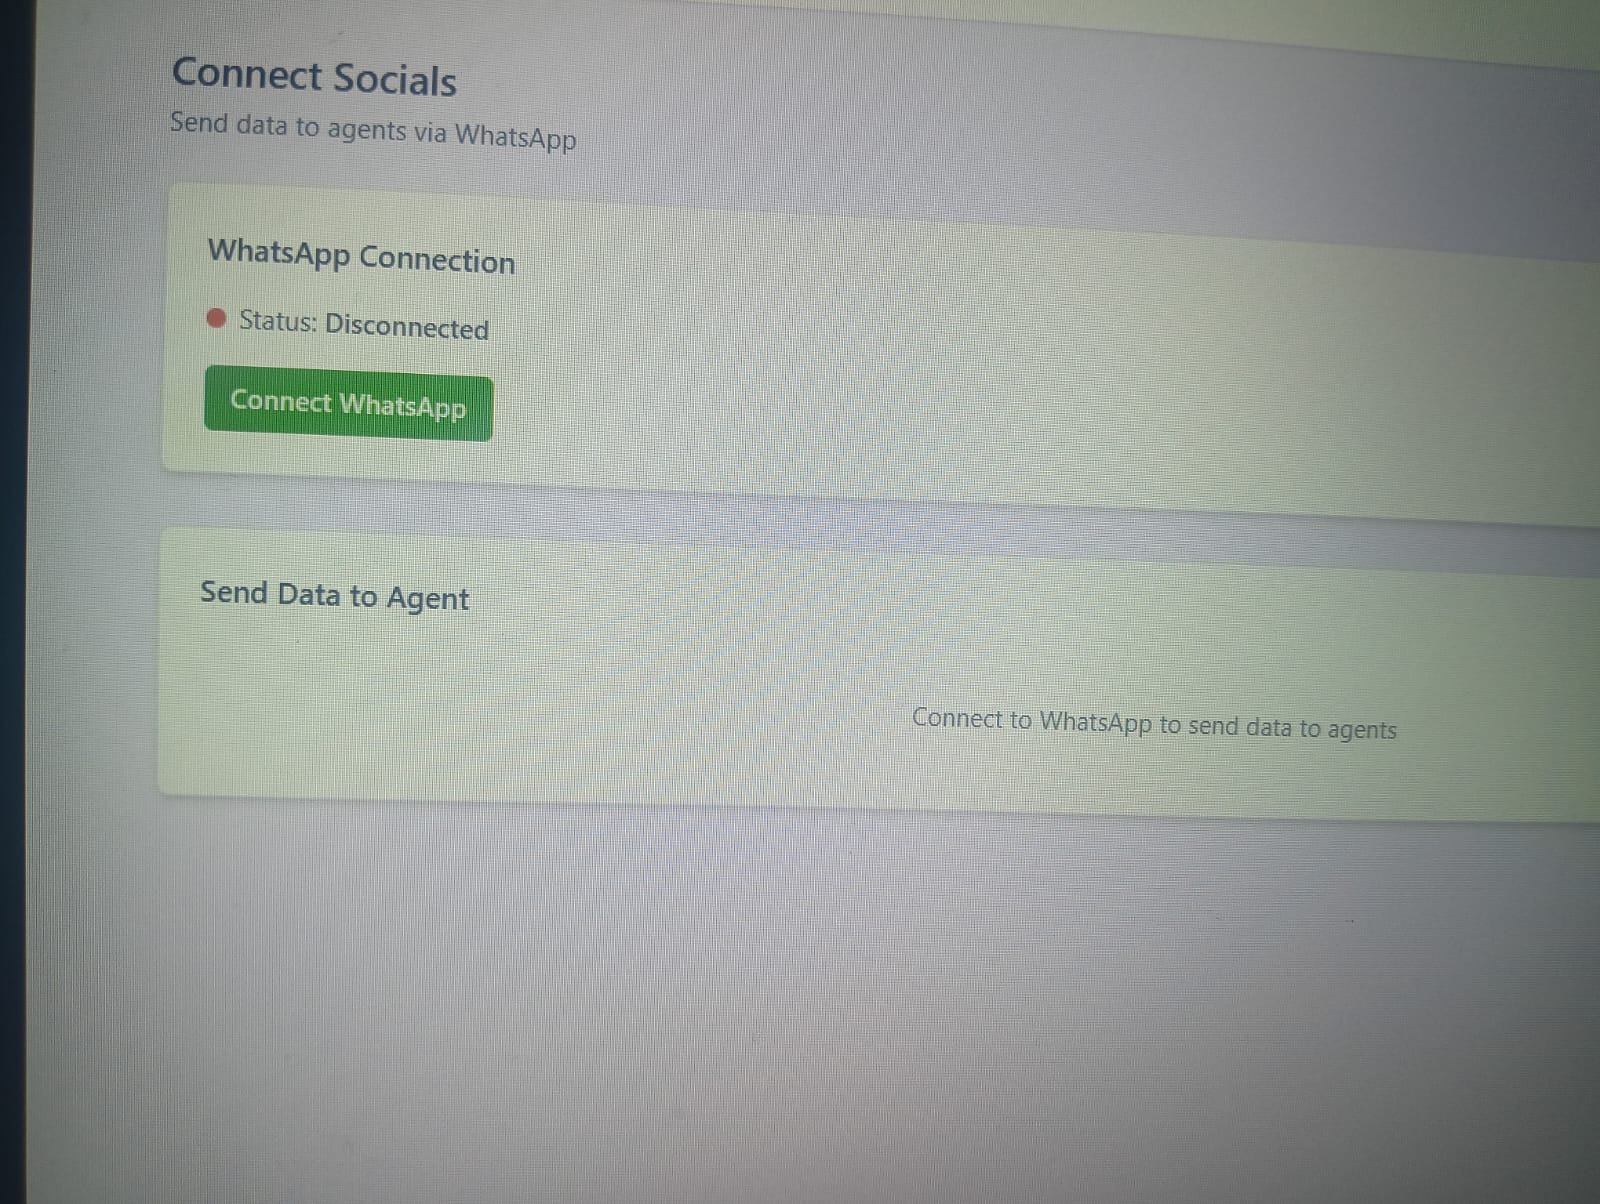 Connect Socials
Send data to agents via WhatsApp
WhatsApp Connection
Status: Disconnected
Connect WhatsApp
Send Data to Agent
Connect to WhatsApp to send data to agents